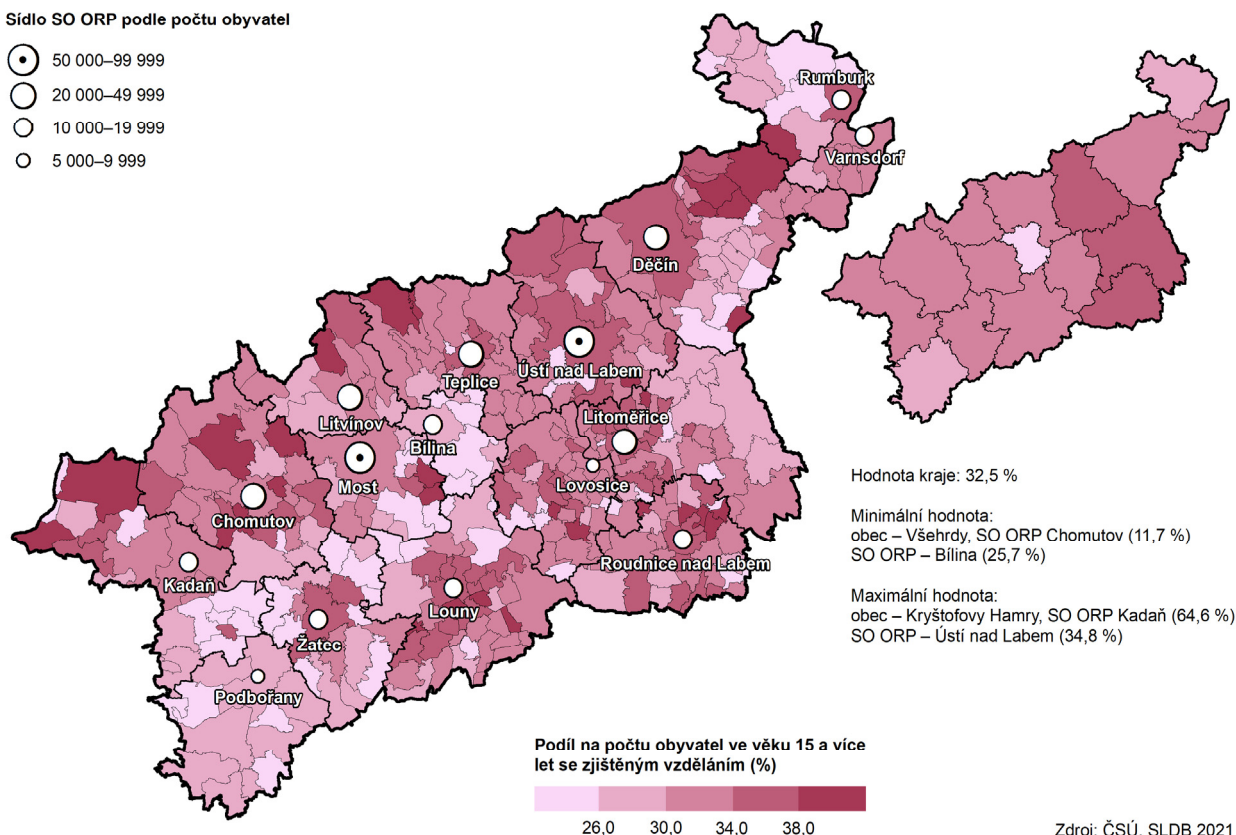 Sídlo SO ORP podle počtu obyvatel
50 000–99 999
20 000–49 999
10 000–19 999
5 000–9 999
Rumburk
Varnsdorf
Děčín
Ústí nad Labem
Teplice
Litvínov
Bílina
Litoměřice
Most
Lovosice
Chomutov
Roudnice nad Labem
Kadaň
Louny
Žatec
Podbořany
Hodnota kraje: 32,5 %
Minimální hodnota:
obec – Všehrdy, SO ORP Chomutov (11,7 %)
SO ORP – Bílina (25,7 %)
Maximální hodnota:
obec – Kryštofovy Hamry, SO ORP Kadaň (64,6 %)
SO ORP – Ústí nad Labem (34,8 %)
Podíl na počtu obyvatel ve věku 15 a více
let se zjištěným vzděláním (%)
26,0 30,0 34,0 38,0
Zdroj: ČSÚ, SLDB 2021